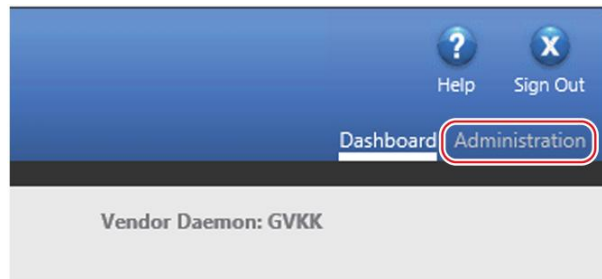 Help Sign Out
Dashboard Administration
Vendor Daemon: GVKK